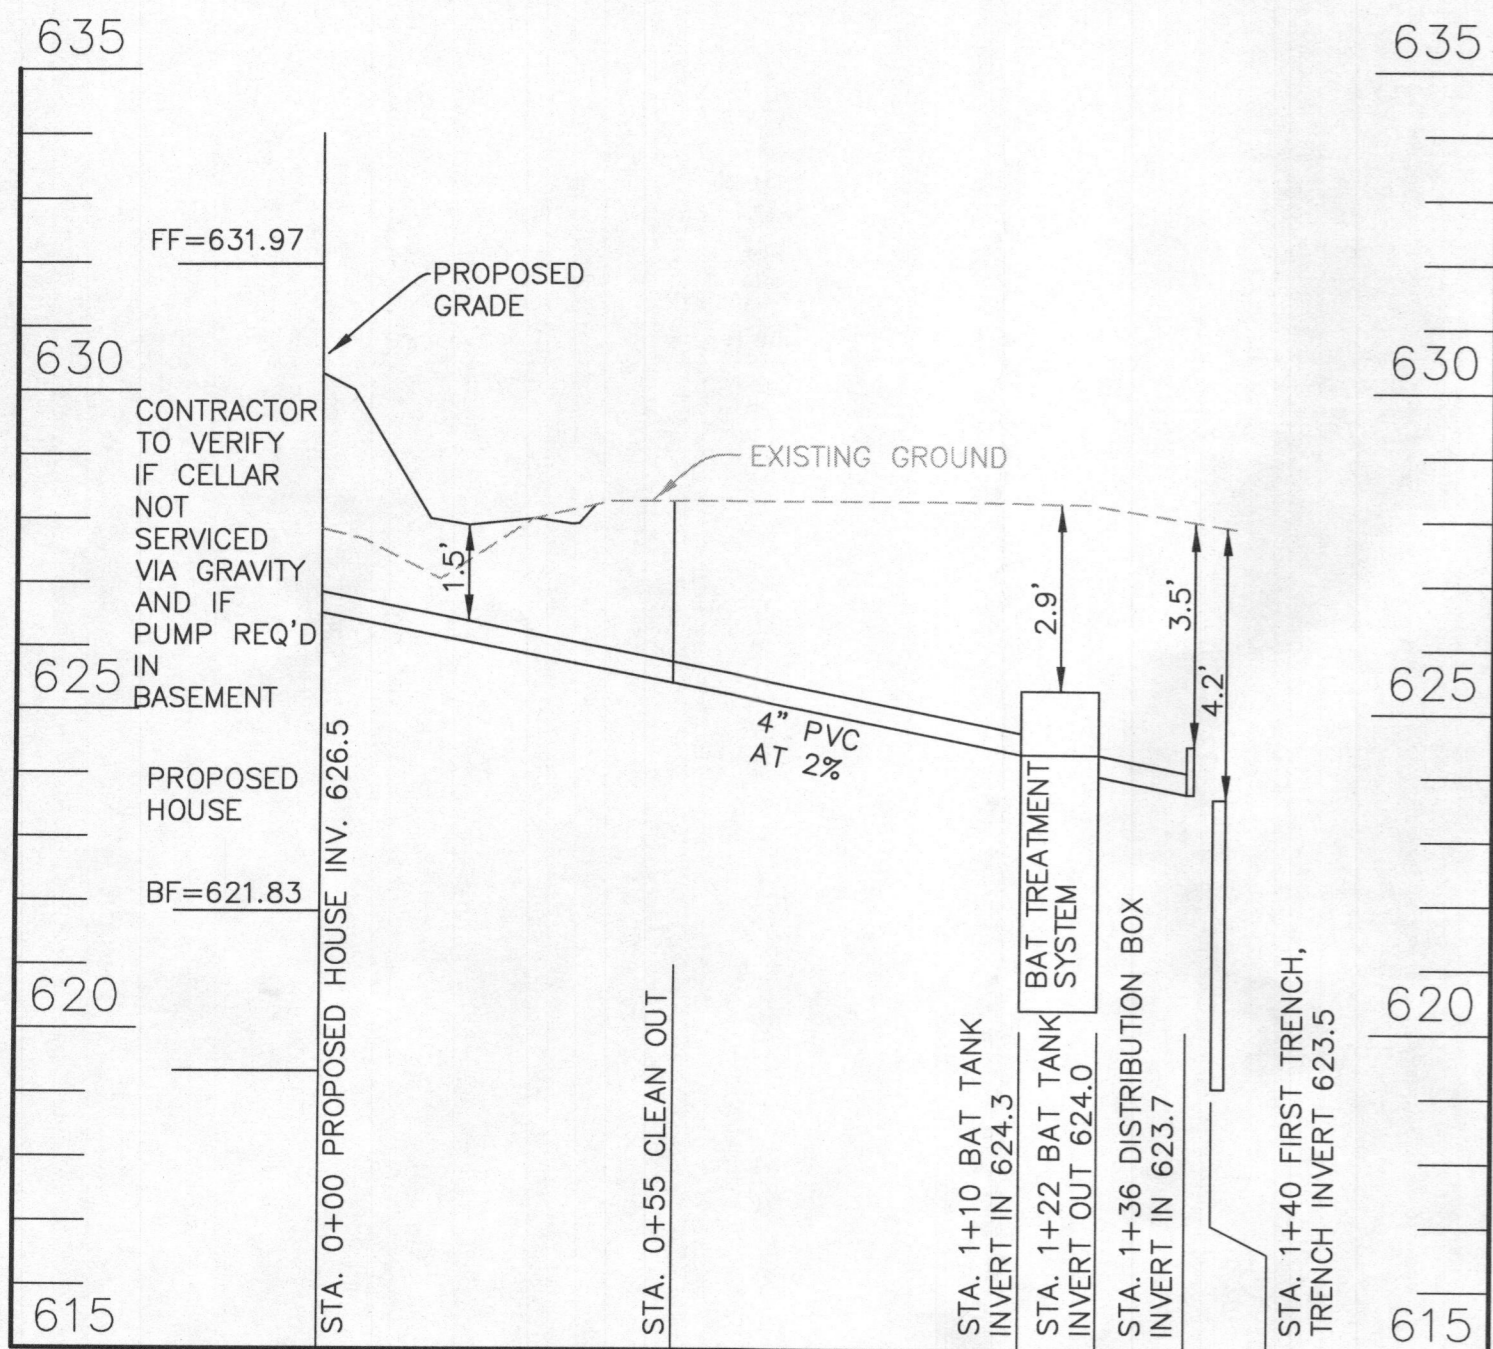 635
635
FF=631.97
PROPOSED
GRADE
630
630
CONTRACTOR
TO VERIFY
IF CELLAR
NOT
SERVICED
VIA GRAVITY
AND IF
PUMP REQ'D
IN
BASEMENT
EXISTING GROUND
1.5'
2.9'
3.5'
4.2'
625
625
4" PVC
AT 2%
PROPOSED
HOUSE
BF=621.83
BAT TREATMENT
SYSTEM
620
620
STA. 0+00 PROPOSED HOUSE INV. 626.5
STA. 0+55 CLEAN OUT
STA. 1+10 BAT TANK
INVERT IN 624.3
STA. 1+22 BAT TANK
INVERT OUT 624.0
STA. 1+36 DISTRIBUTION BOX
INVERT IN 623.7
STA. 1+40 FIRST TRENCH,
TRENCH INVERT 623.5
615
615